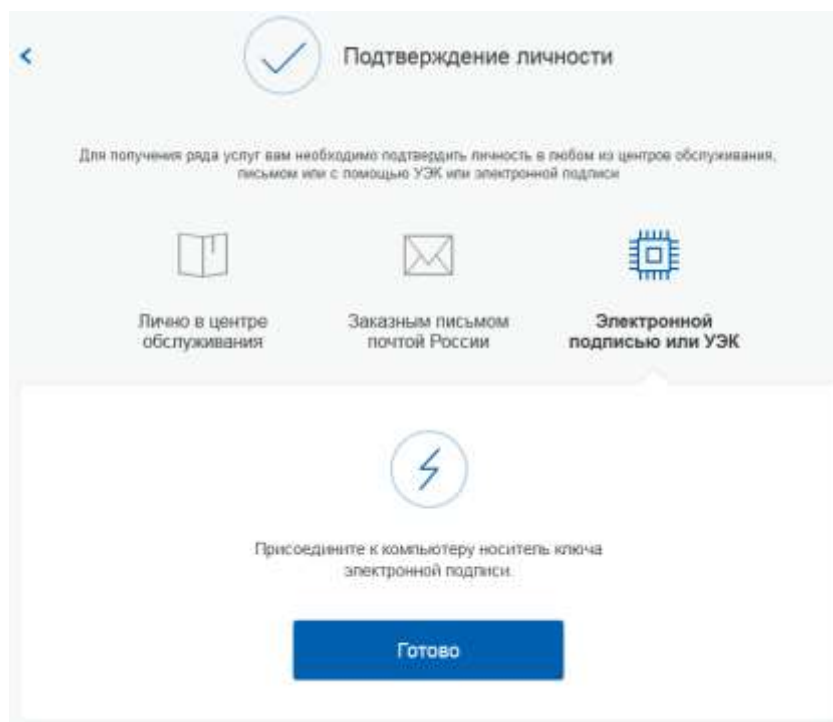 Подтверждение личности
Для получения ряда услуг вам необходимо подтвердить личность в любом из центров обслуживания,
письмом или с помощью УЭК или электронной подписи
Лично в центре
обслуживания
Заказным письмом
почтой России
Электронной
подписью или УЭК
Присоедините к компьютеру носитель ключа
электронной подписи.
Готово